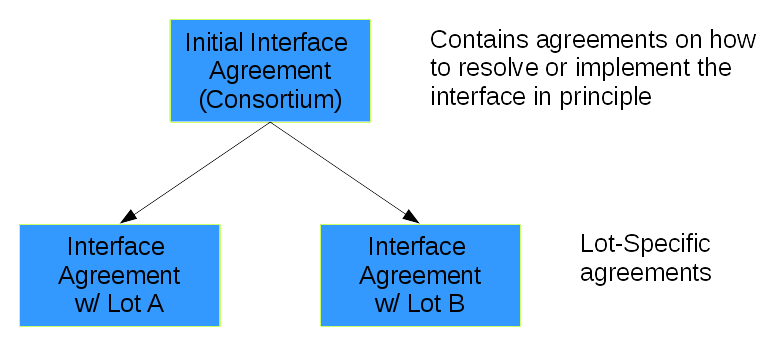 Initial Interface
Agreement
(Consortium)
Contains agreements on how
to resolve or implement the
interface in principle
Interface
Agreement
w/ Lot A
Interface
Agreement
w/ Lot B
Lot-Specific
agreements